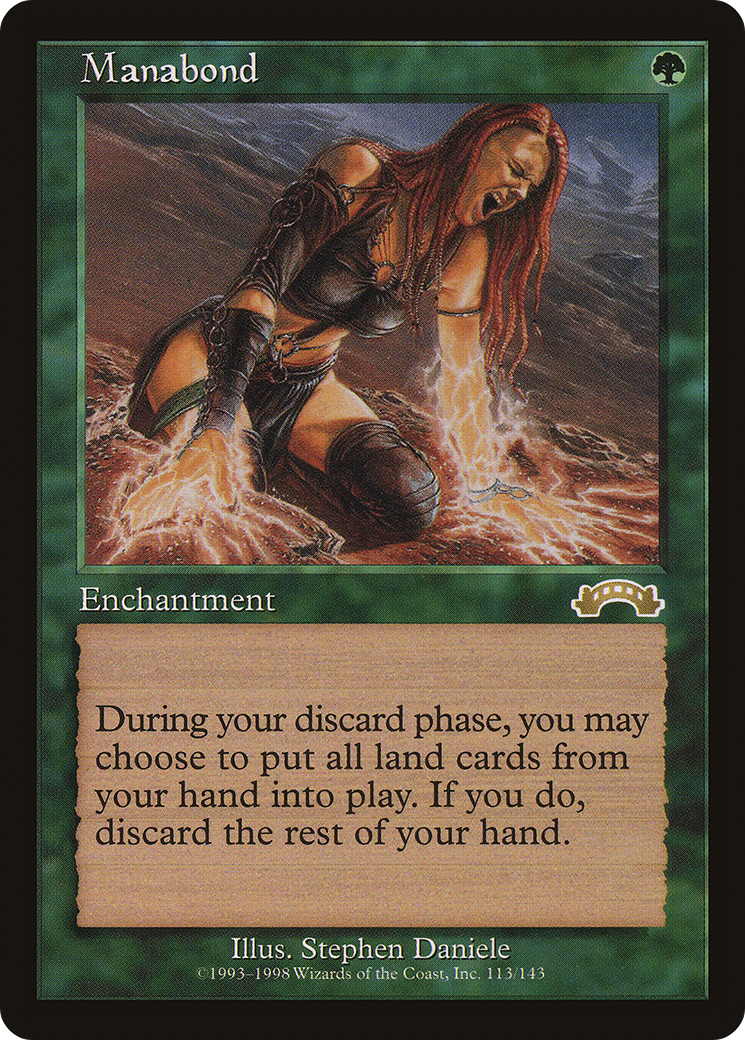 Manabond
Enchantment
During your discard phase, you may
choose to put all land cards from
your hand into play. If you do,
discard the rest of your hand.
Illus. Stephen Daniele
©1993–1998 Wizards of the Coast, Inc. 113/143